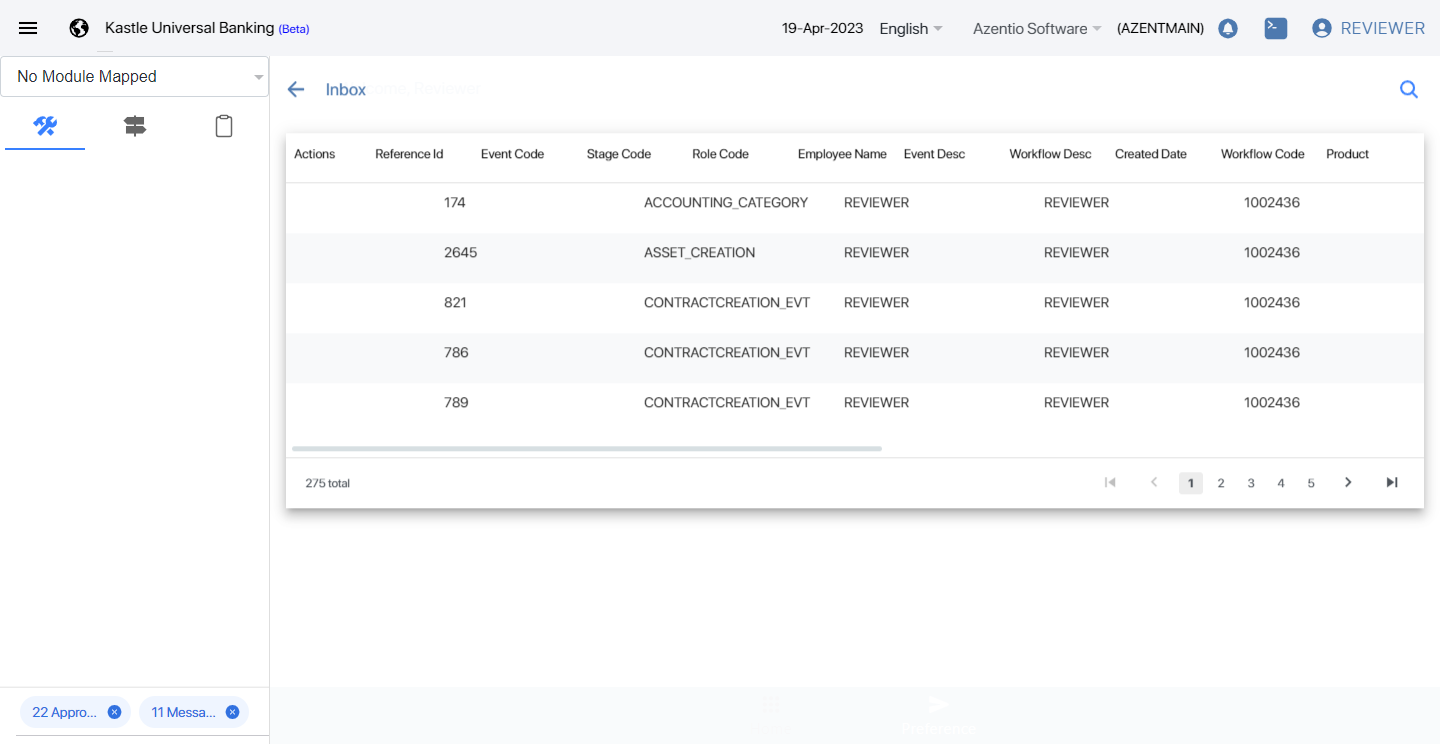 Kastle Universal Banking (Beta) 19-Apr-2023 English Azentio Software (AZENTMAIN) REVIEWER
No Module Mapped
Inbox
Actions Reference Id Event Code Stage Code Role Code Employee Name Event Desc Workflow Desc Created Date Workflow Code Product
174 ACCOUNTING_CATEGORY REVIEWER REVIEWER 1002436
2645 ASSET_CREATION REVIEWER REVIEWER 1002436
821 CONTRACTCREATION_EVT REVIEWER REVIEWER 1002436
786 CONTRACTCREATION_EVT REVIEWER REVIEWER 1002436
789 CONTRACTCREATION_EVT REVIEWER REVIEWER 1002436
275 total 1 2 3 4 5
22 Appro... 11 Messa...